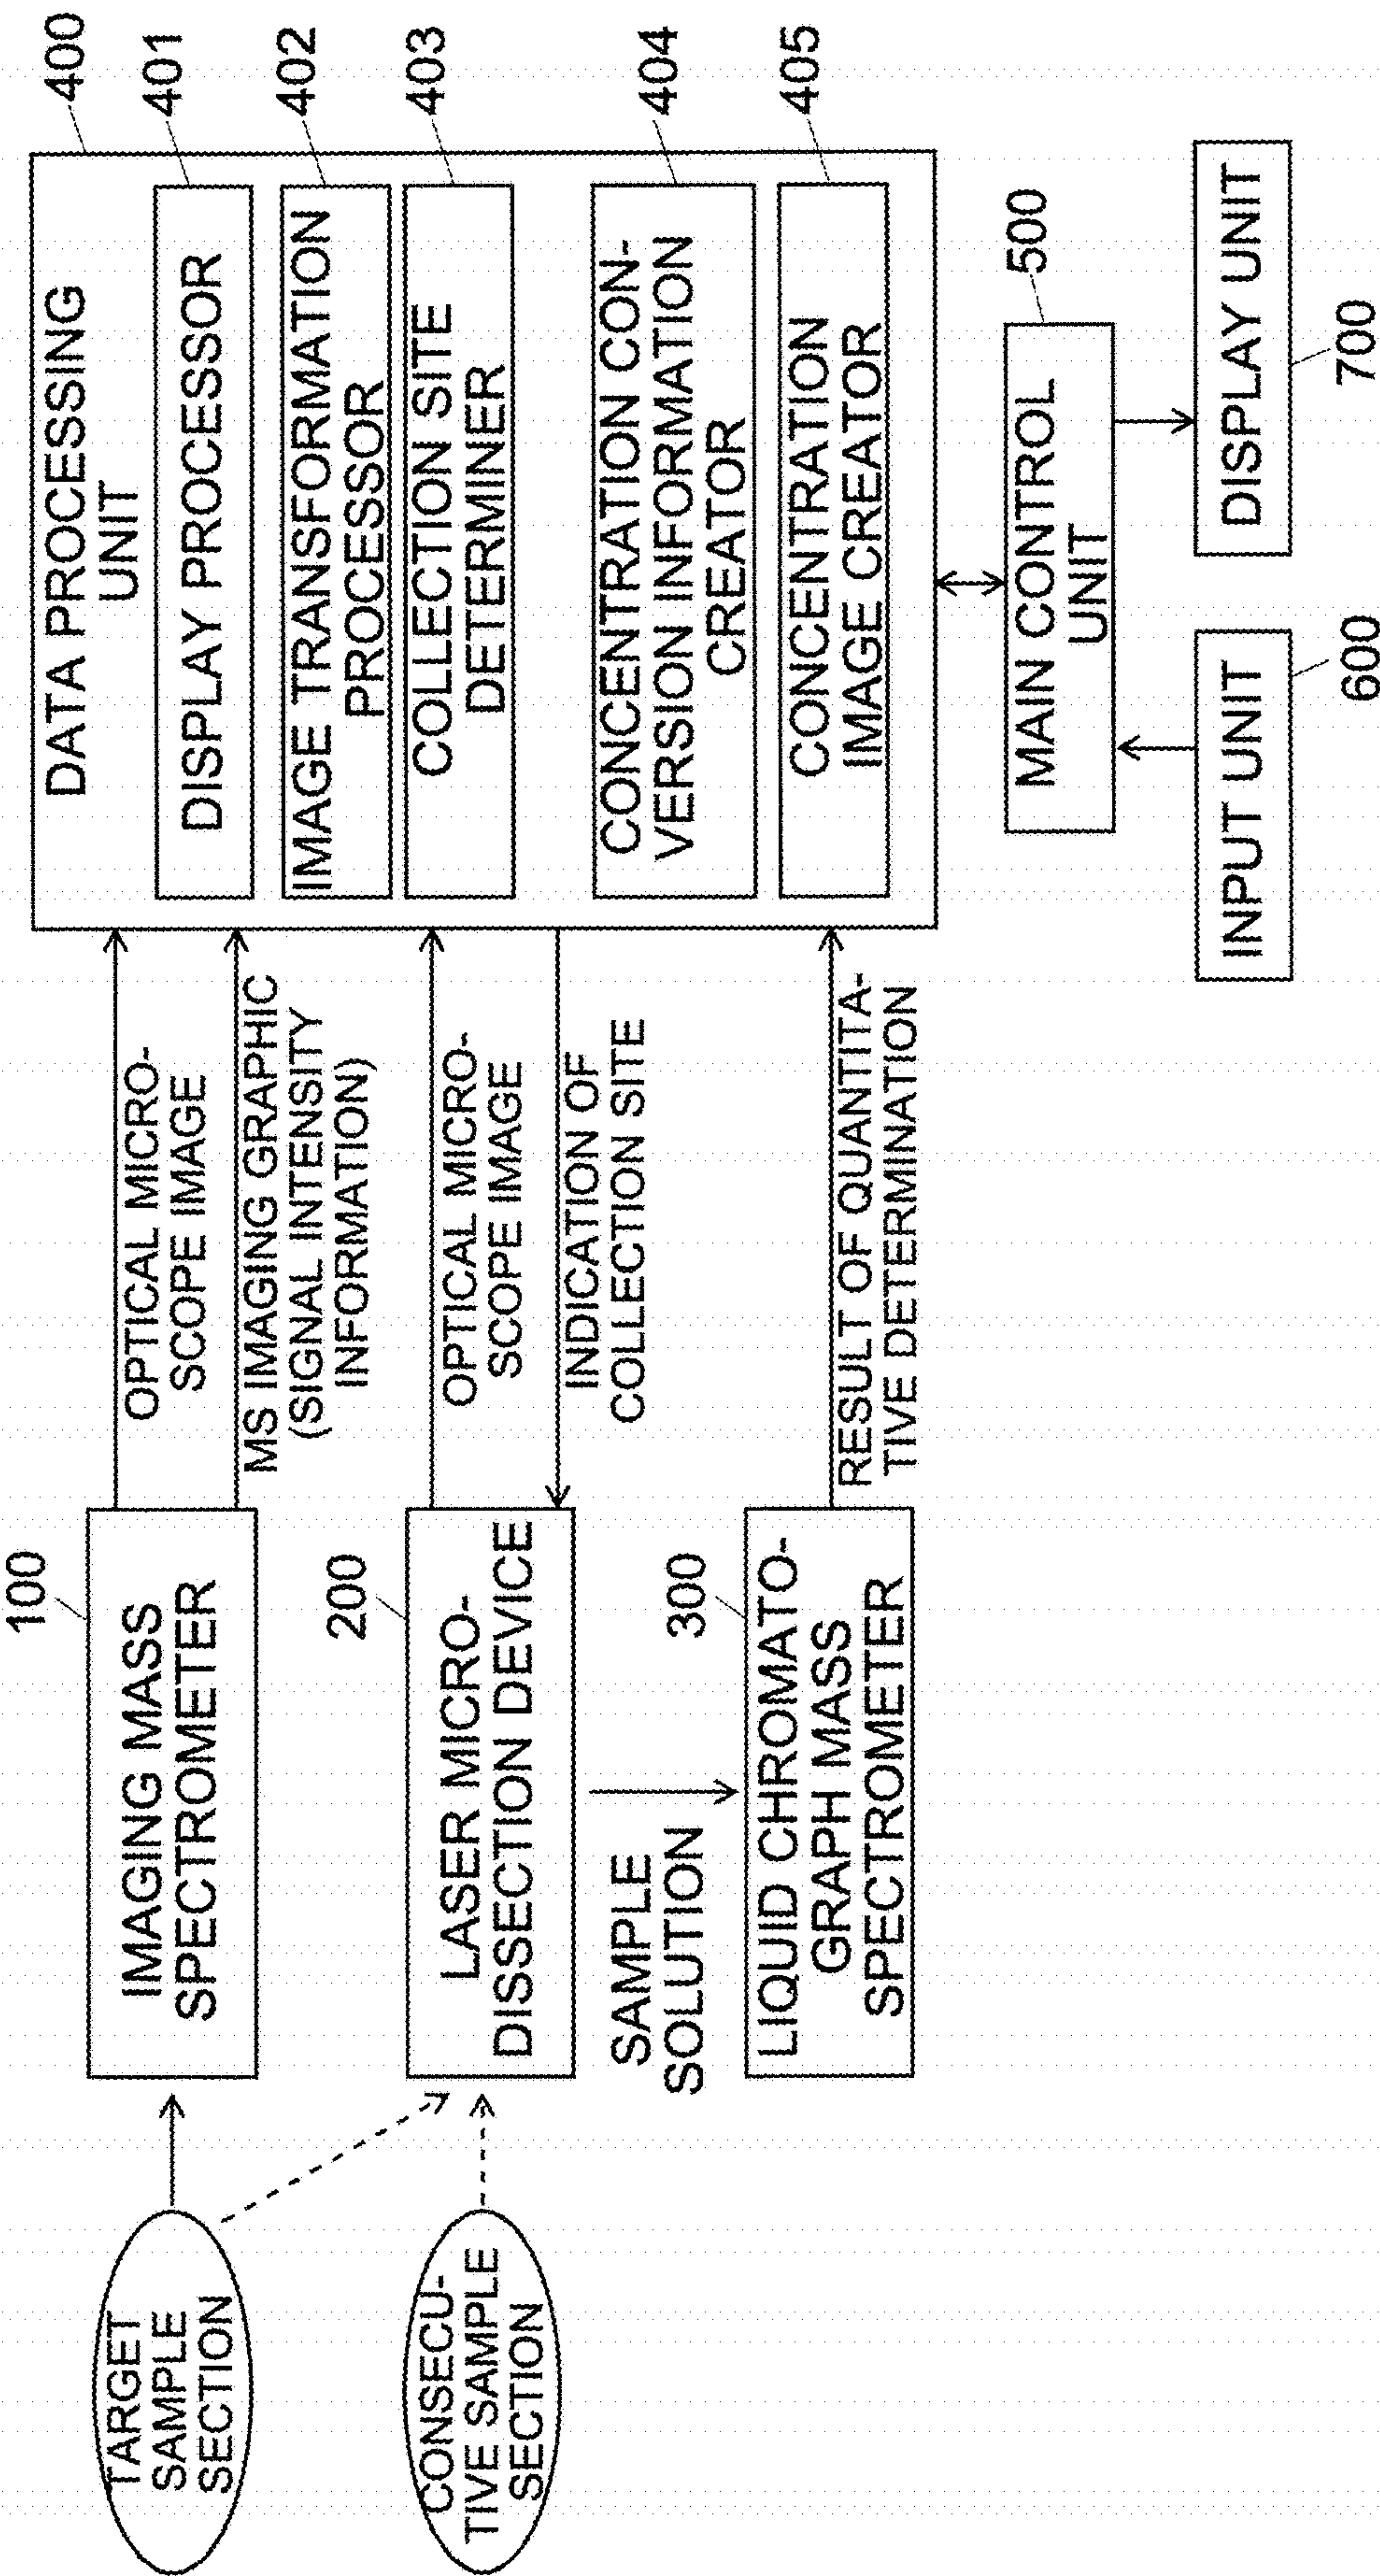 TARGET
SAMPLE
SECTION
CONSECU-
TIVE SAMPLE
SECTION
100
IMAGING MASS
SPECTROMETER
200
LASER MICRO-
DISSECTION DEVICE
SAMPLE
SOLUTION
300
LIQUID CHROMATO-
GRAPH MASS
SPECTROMETER
OPTICAL MICRO-
SCOPE IMAGE
MS IMAGING GRAPHIC
(SIGNAL INTENSITY
INFORMATION)
OPTICAL MICRO-
SCOPE IMAGE
INDICATION OF
COLLECTION SITE
RESULT OF QUANTITA-
TIVE DETERMINATION
400
DATA PROCESSING
UNIT
401
DISPLAY PROCESSOR
402
IMAGE TRANSFORMATION
PROCESSOR
403
COLLECTION SITE
DETERMINER
404
CONCENTRATION CON-
VERSION INFORMATION
CREATOR
405
CONCENTRATION
IMAGE CREATOR
500
MAIN CONTROL
UNIT
INPUT UNIT
600
DISPLAY UNIT
700